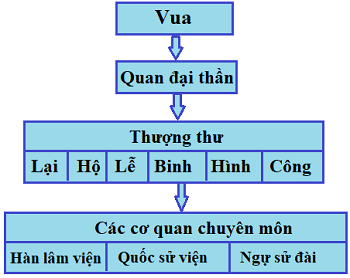 Vua
Quan đại thần
Thượng thư
Lại Hộ Lễ Binh Hình Công
Các cơ quan chuyên môn
Hàn lâm viện Quốc sử viện Ngự sử đài